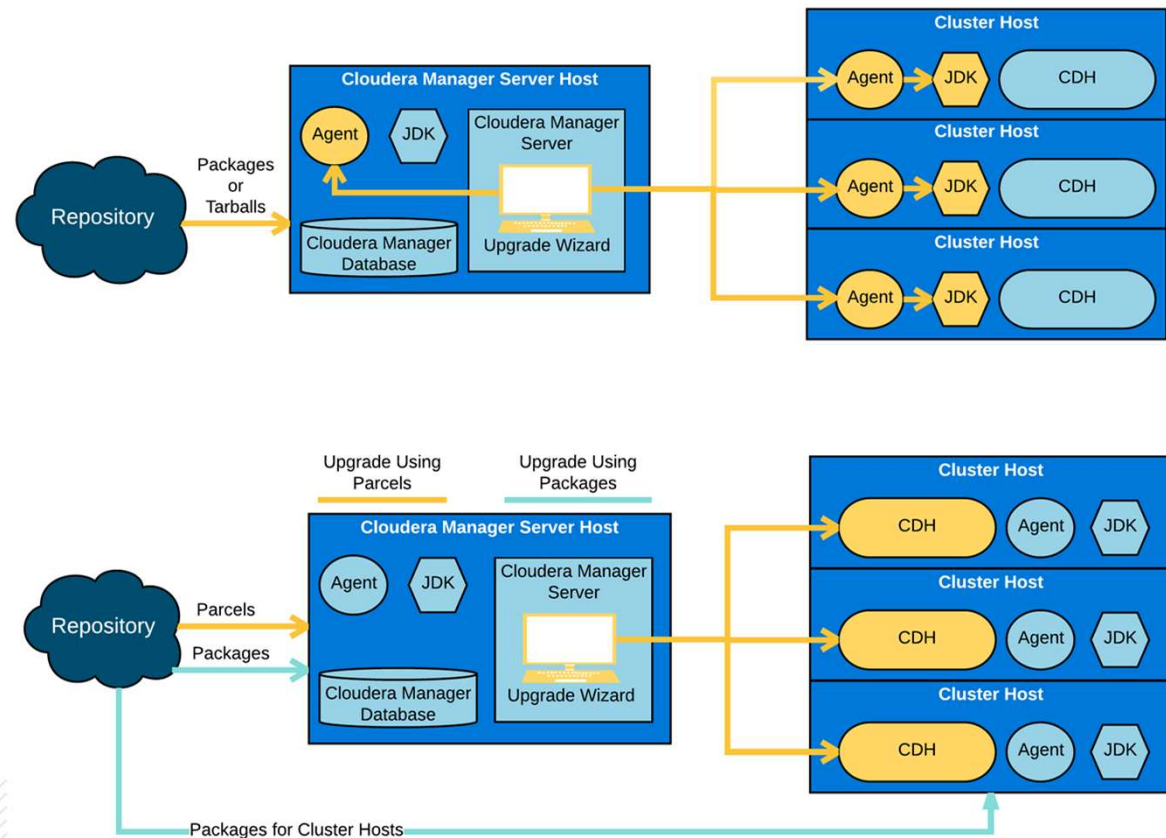 Cluster Host
Agent
JDK
CDH
Cluster Host
Agent
JDK
CDH
Cluster Host
Agent
JDK
CDH
Cloudera Manager Server Host
Agent
JDK
Cloudera Manager
Server
Upgrade Wizard
Cloudera Manager
Database
Packages
or
Tarballs
Repository
Upgrade Using
Parcels
Upgrade Using
Packages
Cloudera Manager Server Host
Agent
JDK
Cloudera Manager
Server
Upgrade Wizard
Cloudera Manager
Database
Repository
Parcels
Packages
Cluster Host
CDH
Agent
JDK
Cluster Host
CDH
Agent
JDK
Cluster Host
CDH
Agent
JDK
Packages for Cluster Hosts